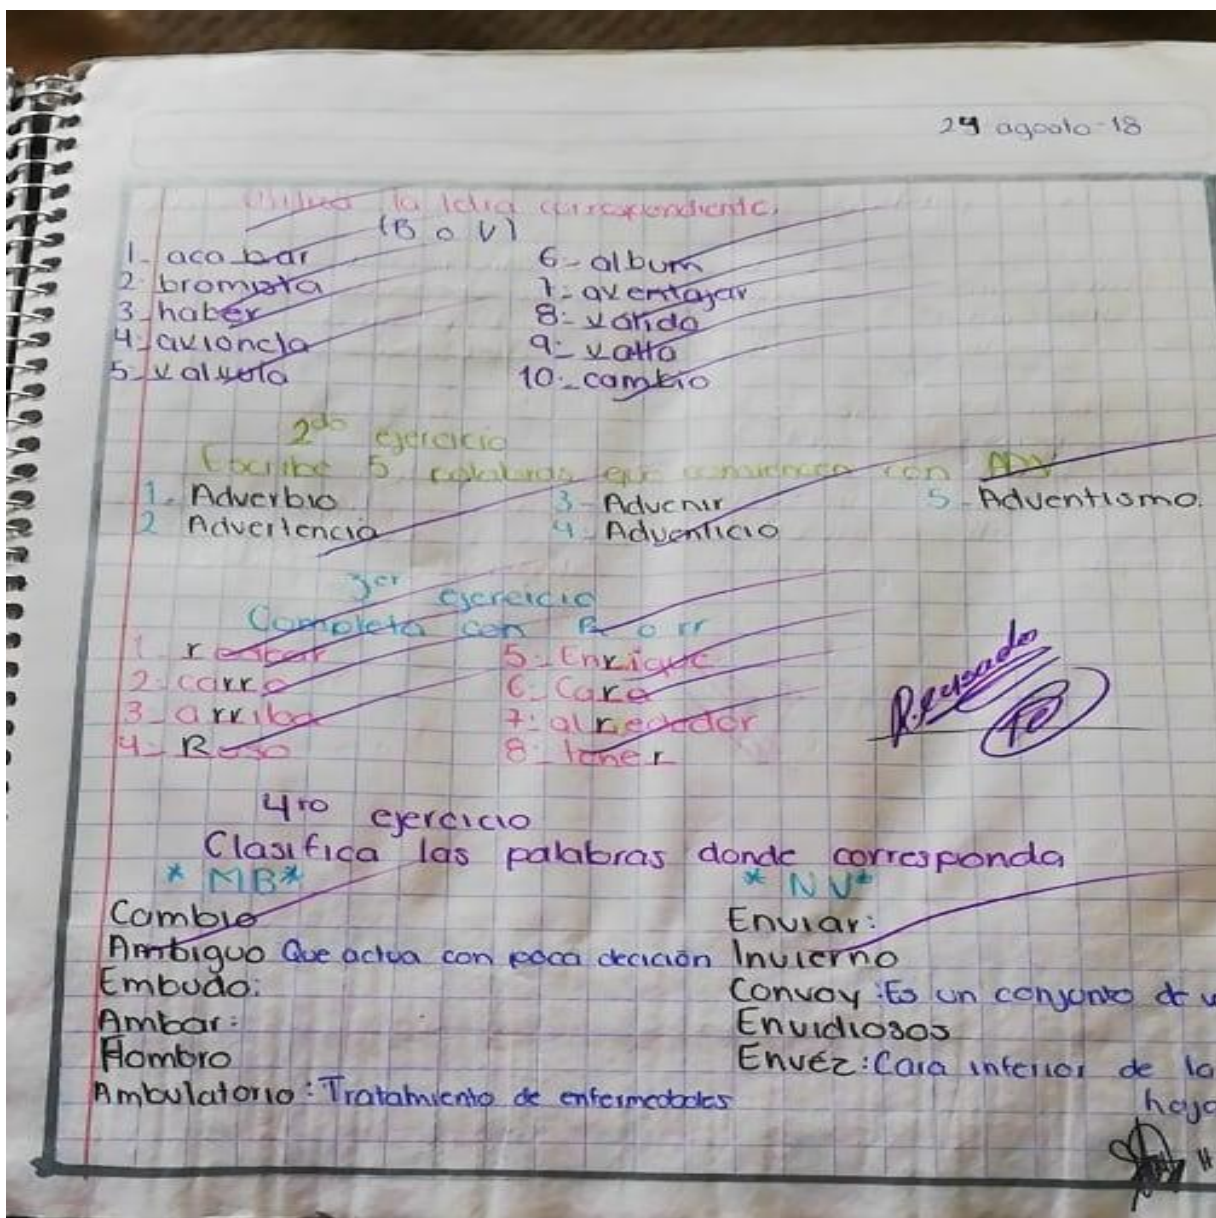 24 agosto-18
la letra correspondiente.
(B o V)
1- acabar
2- bromista
3- haber
4- avioncla
5- valvula
6- album
7- aventajar
8- valido
9- valla
10- cambio
2do ejercicio
Escribe 5 palabras que comiencen con ADV
1. Adverbio
2 Advertencia
3- Advenir
4- Adventicio
5- Adventismo.
3er ejercicio
Completa con R o rr
1 restar
2- carro
3- arriba
4- Roso
5- Enrique
6- Caro
7- alrededor
8- tener
Revisado
10
4ro ejercicio
Clasifica las palabras donde corresponda
* MB*
Cambio
Ambiguo Que actua con poca decición
Embudo:
Ambar:
Hombro
Ambulatorio: Tratamiento de enfermedades
* NV*
Enviar:
Invierno
Convoy: Es un conjunto de v
Envidiosos
Envéz: Cara inferior de la
hoja